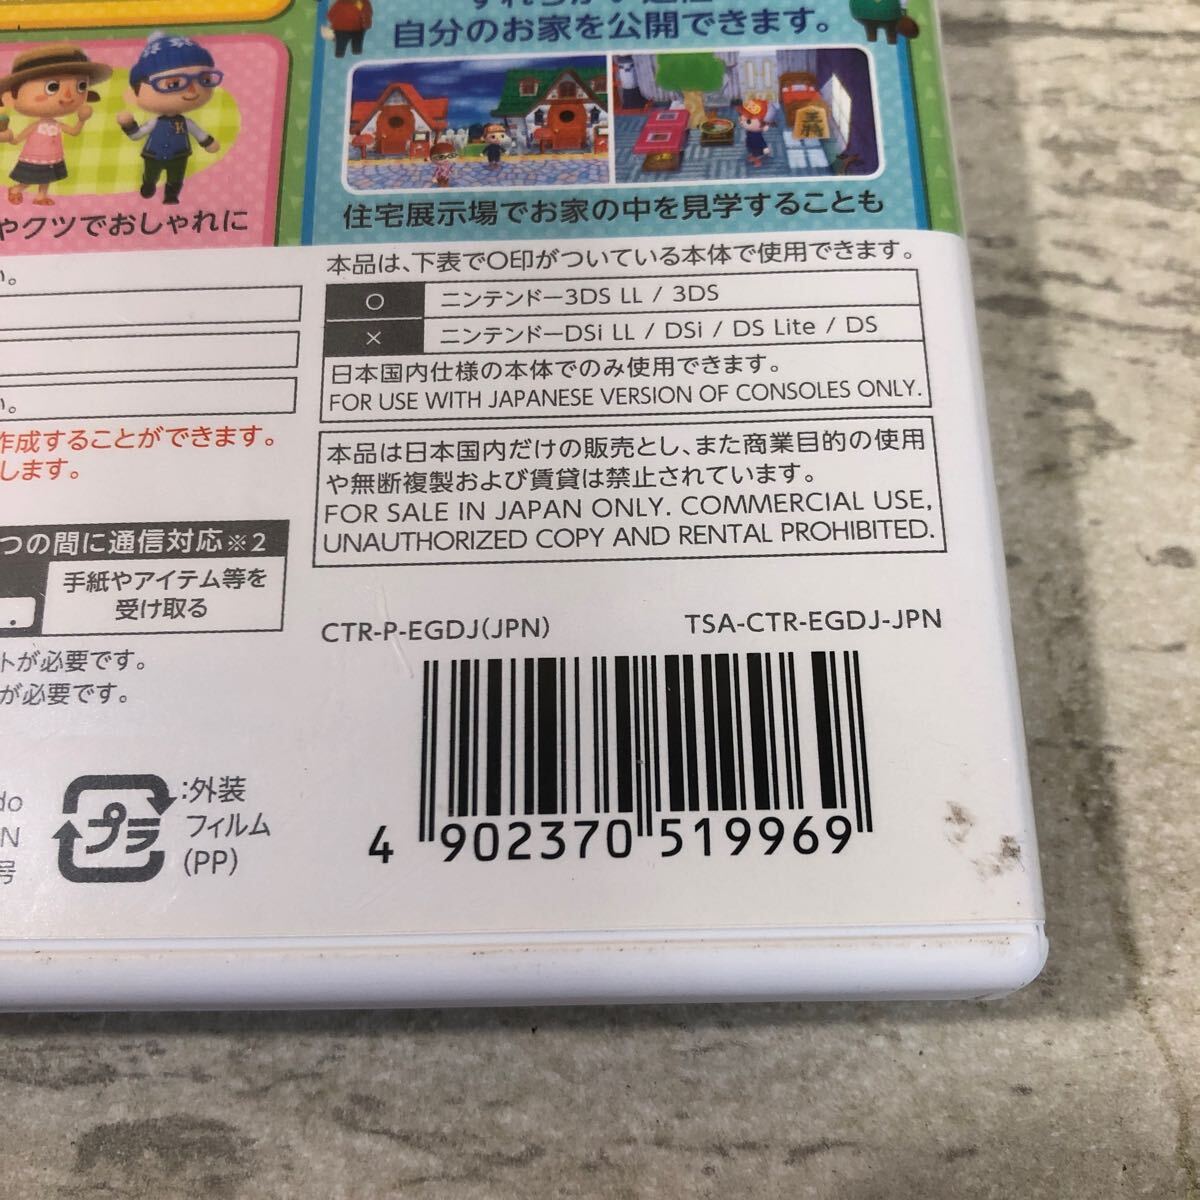 自分のお家を公開できます。
やクツでおしゃれに
住宅展示場でお家の中を見学することも
い。
い。
作成することができます。
します。
つの間に通信対応※2
手紙やアイテム等を
受け取る
トが必要です。
が必要です。
本品は、下表で〇印がついている本体で使用できます。
○ ニンテンドー3DS LL / 3DS
× ニンテンドーDSi LL / DSi / DS Lite / DS
日本国内仕様の本体でのみ使用できます。
FOR USE WITH JAPANESE VERSION OF CONSOLES ONLY.
本品は日本国内だけの販売とし、また商業目的の使用
や無断複製および賃貸は禁止されています。
FOR SALE IN JAPAN ONLY. COMMERCIAL USE,
UNAUTHORIZED COPY AND RENTAL PROHIBITED.
CTR-P-EGDJ(JPN)
TSA-CTR-EGDJ-JPN
do
N
号
プラ
:外装
フィルム
(PP)
4 902370 519969